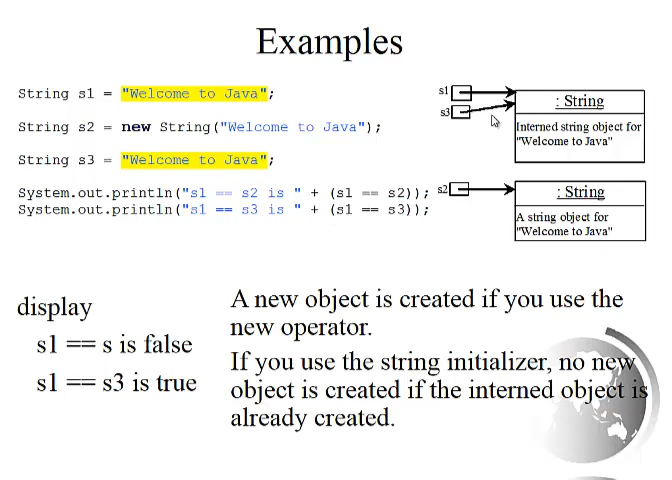 Examples
String s1 = "Welcome to Java";
String s2 = new String("Welcome to Java");
String s3 = "Welcome to Java";
System.out.println("s1 == s2 is " + (s1 == s2));
System.out.println("s1 == s3 is " + (s1 == s3));
s1
s3
: String
Interned string object for
"Welcome to Java"
s2
: String
A string object for
"Welcome to Java"
display
s1 == s is false
s1 == s3 is true
A new object is created if you use the
new operator.
If you use the string initializer, no new
object is created if the interned object is
already created.